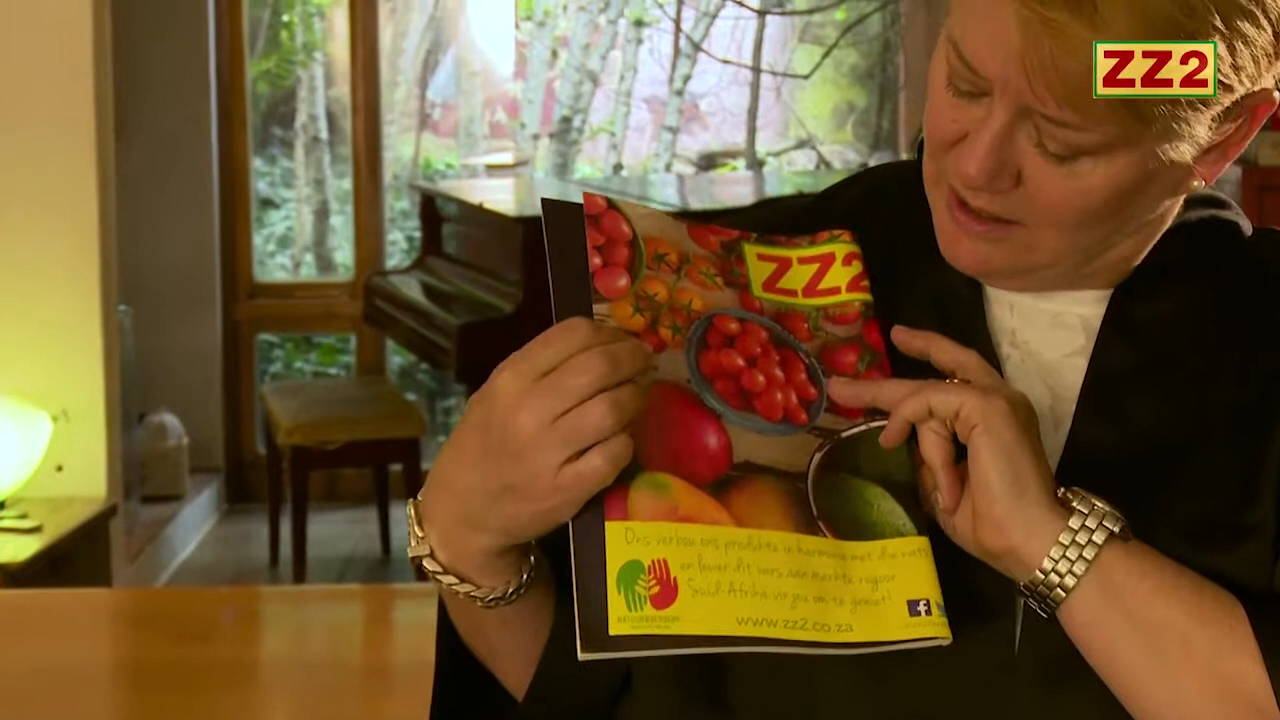 ZZ2
ZZ2
Ons verbou ons produkte in harmonie met die natu
en lewer dit vars aan markte regoor
Suid-Afrika vir jou om te geniet!
www.zz2.co.za
f